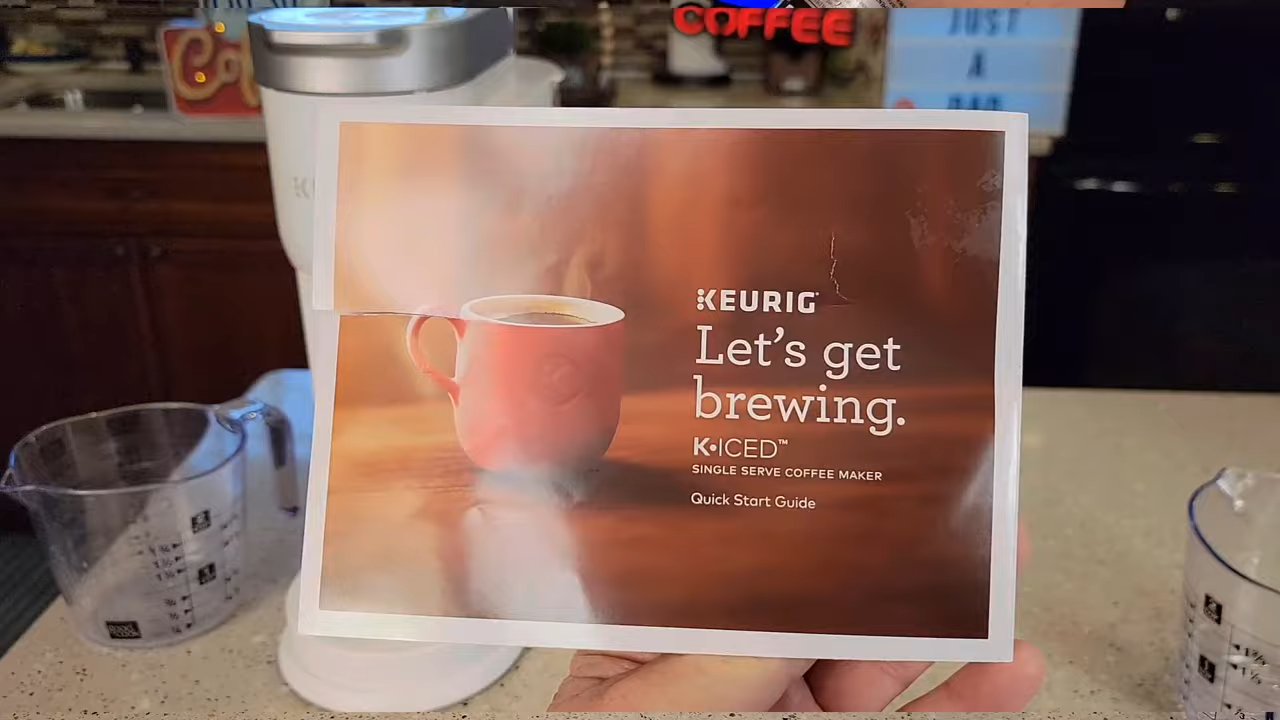 COFFEE
JUST
A
KEURIG
Let's get
brewing.
K•ICED™
SINGLE SERVE COFFEE MAKER
Quick Start Guide